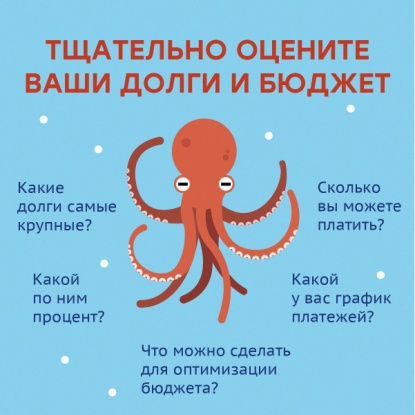 ТЩАТЕЛЬНО ОЦЕНИТЕ
ВАШИ ДОЛГИ И БЮДЖЕТ
Какие
долги самые
крупные?
Сколько
вы можете
платить?
Какой
по ним
процент?
Какой
у вас график
платежей?
Что можно сделать
для оптимизации
бюджета?